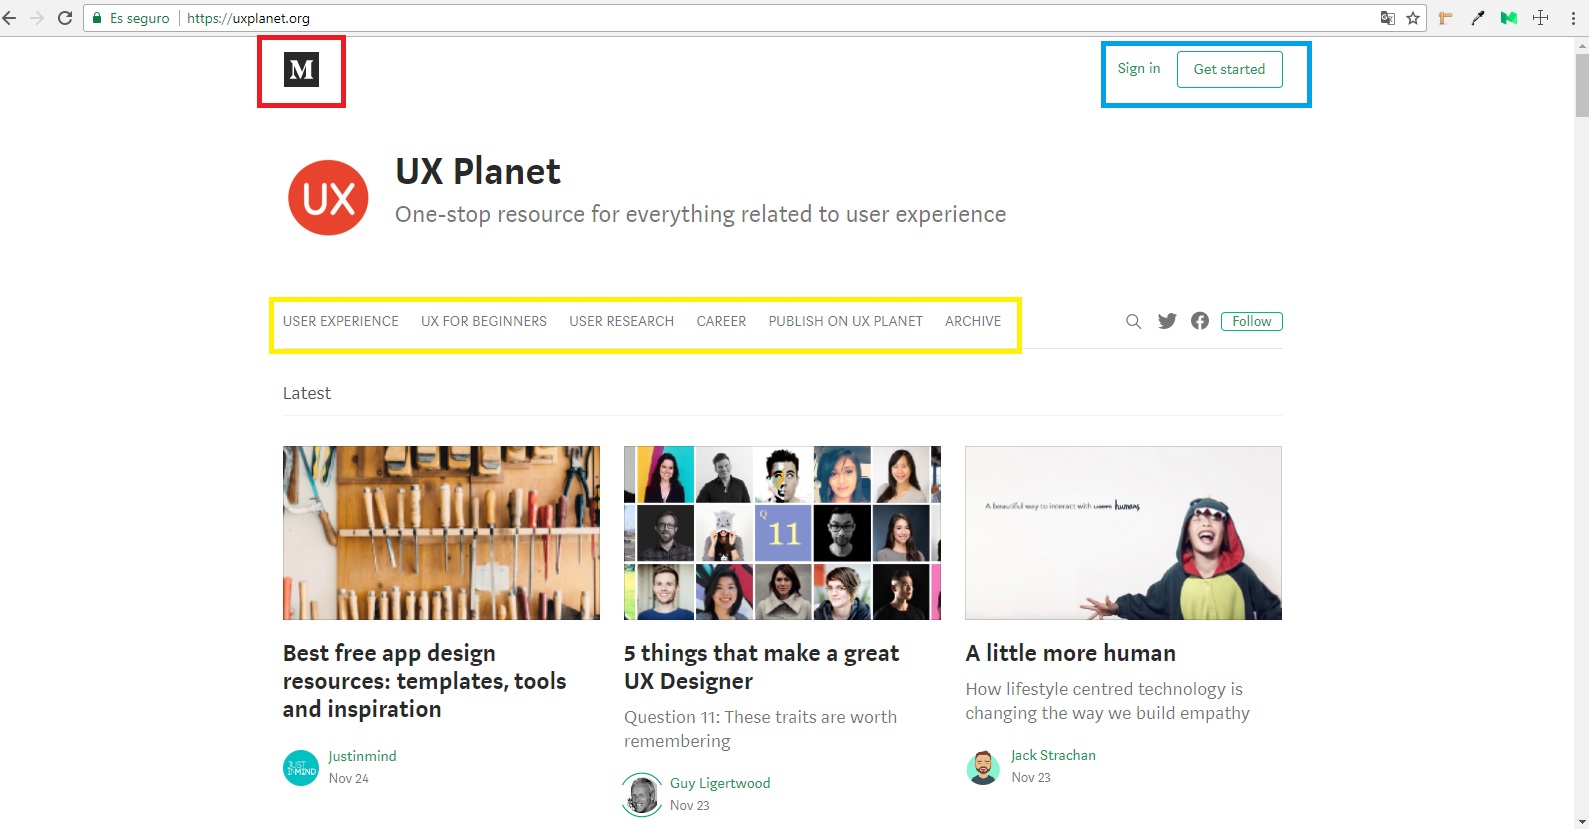 Es seguro https://uxplanet.org
M
Sign in Get started
UX
UX Planet
One-stop resource for everything related to user experience
USER EXPERIENCE UX FOR BEGINNERS USER RESEARCH CAREER PUBLISH ON UX PLANET ARCHIVE
Follow
Latest
Q
11
A beautiful way to interact with users humans
Best free app design
resources: templates, tools
and inspiration
JUST
INMIND
Justinmind
Nov 24
5 things that make a great
UX Designer
Question 11: These traits are worth
remembering
Guy Ligertwood
Nov 23
A little more human
How lifestyle centred technology is
changing the way we build empathy
Jack Strachan
Nov 23